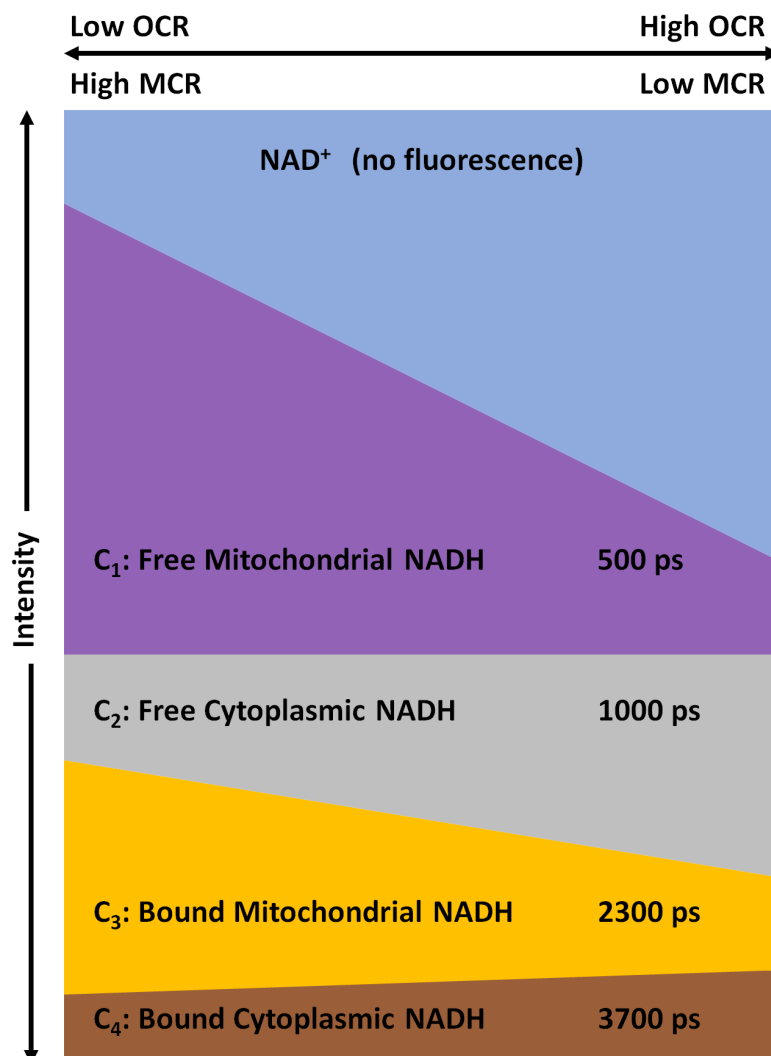 Low OCR High OCR
High MCR Low MCR
NAD⁺ (no fluorescence)
Intensity
C₁: Free Mitochondrial NADH 500 ps
C₂: Free Cytoplasmic NADH 1000 ps
C₃: Bound Mitochondrial NADH 2300 ps
C₄: Bound Cytoplasmic NADH 3700 ps